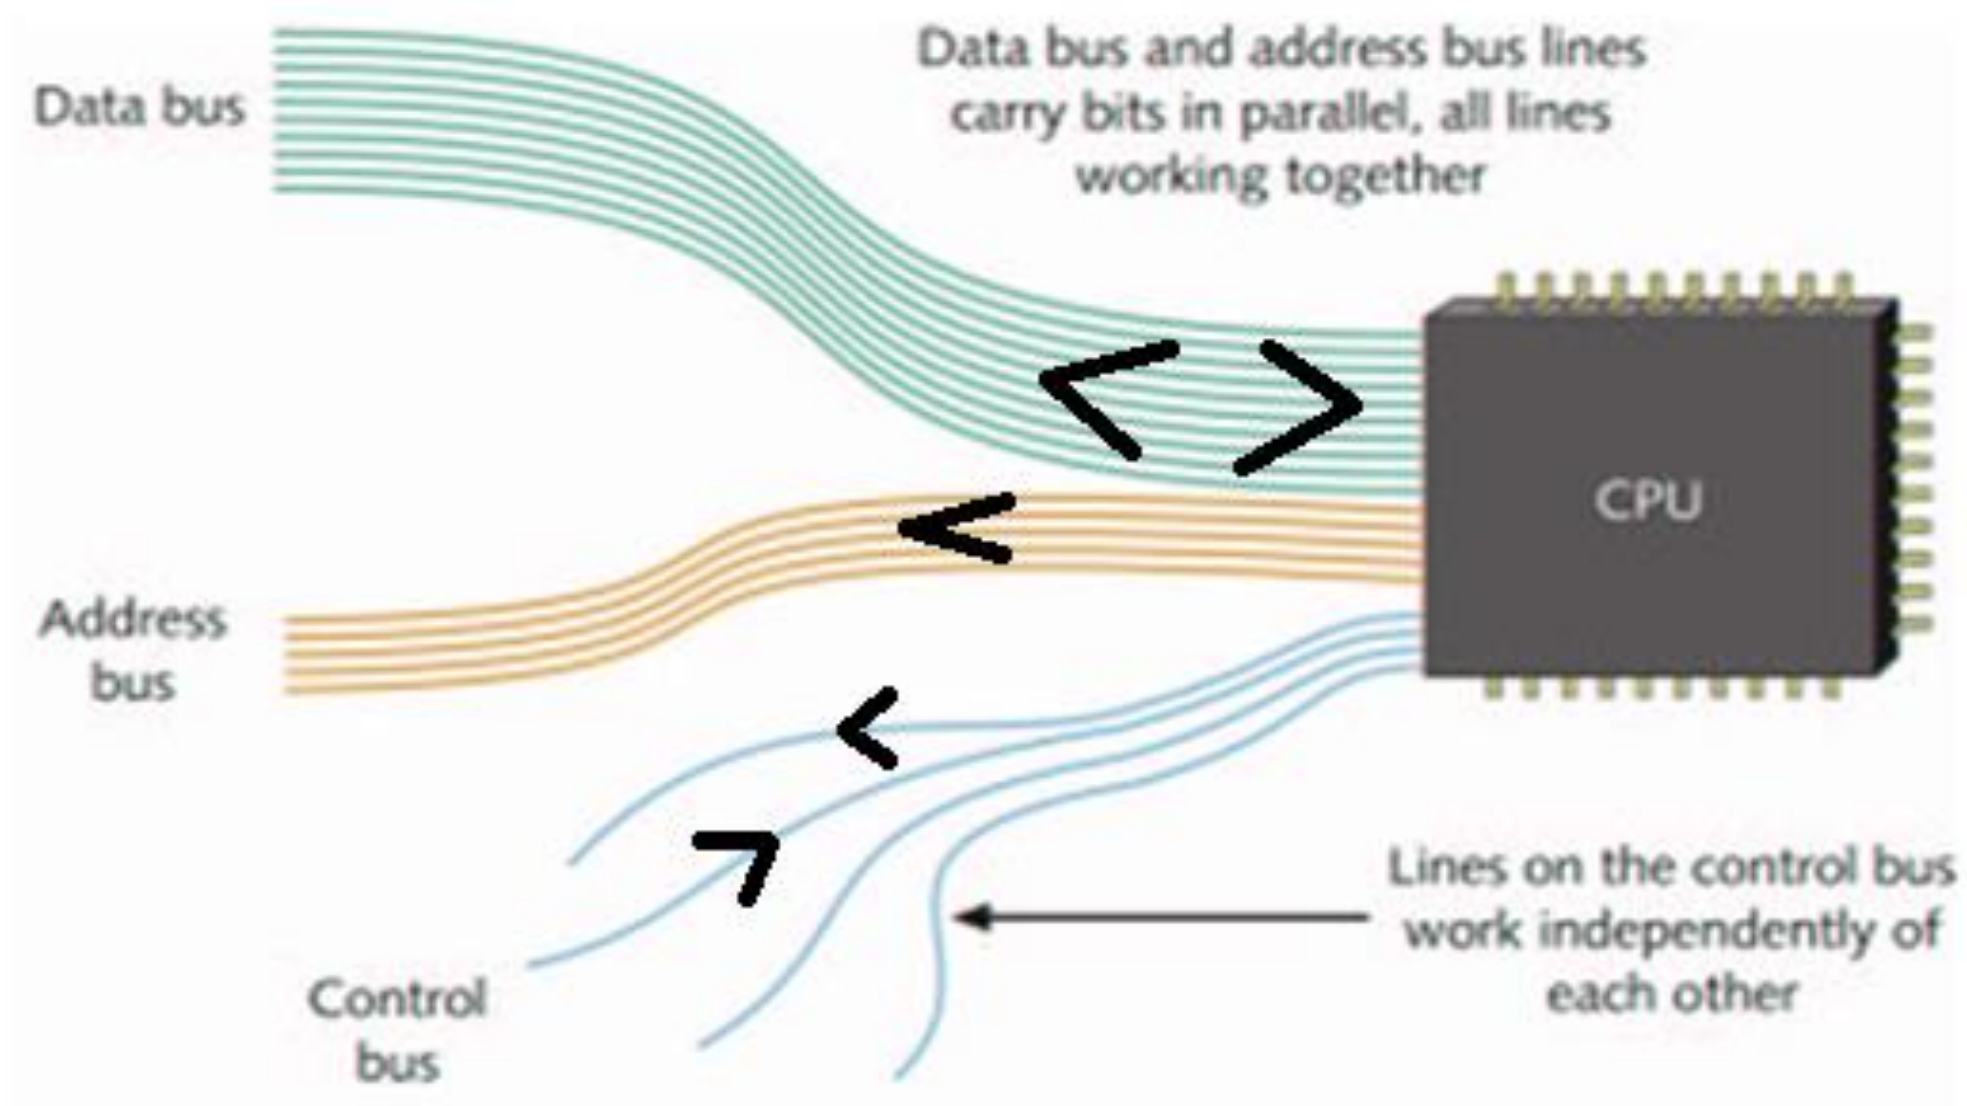 Data bus
Data bus and address bus lines
carry bits in parallel, all lines
working together
CPU
Address
bus
Lines on the control bus
work independently of
each other
Control
bus